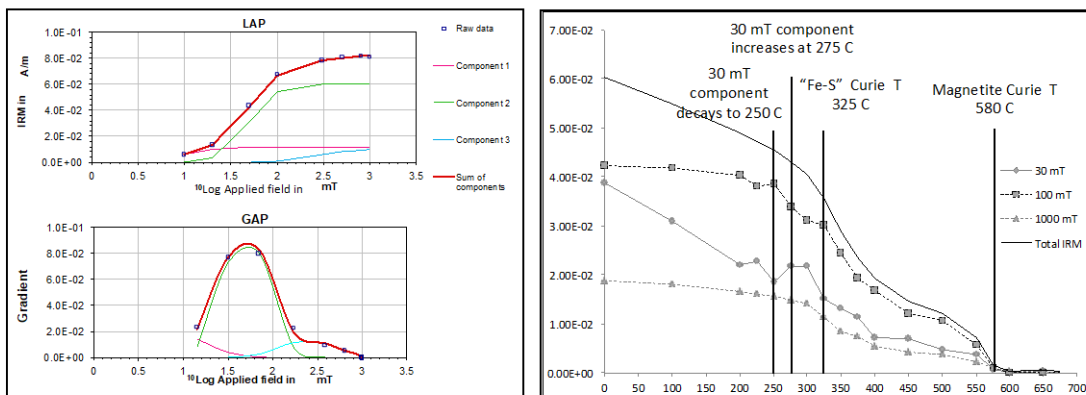 LAP
1.0E-01
8.0E-02
6.0E-02
4.0E-02
2.0E-02
0.0E+00
IRM in A/m
0
0.5
1
1.5
2
2.5
3
3.5
10Log Applied field in mT
Raw data
Component 1
Component 2
Component 3
Sum of
components
GAP
1.0E-01
8.0E-02
6.0E-02
4.0E-02
2.0E-02
0.0E+00
Gradient
0
0.5
1
1.5
2
2.5
3
3.5
10Log Applied field in mT
7.00E-02
6.00E-02
5.00E-02
4.00E-02
3.00E-02
2.00E-02
1.00E-02
0.00E+00
30 mT component
increases at 275 C
30 mT
component
decays to 250 C
“Fe-S” Curie T
325 C
Magnetite Curie T
580 C
30 mT
100 mT
1000 mT
Total IRM
0
50
100
150
200
250
300
350
400
450
500
550
600
650
700